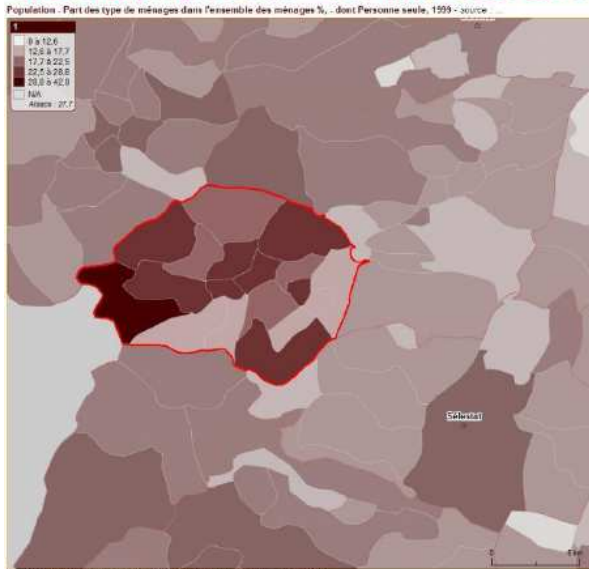 Population - Part des type de ménages dans l'ensemble des ménages %, - dont Personne seule, 1999 - source : ...
1
0 à 12,6
12,6 à 17,7
17,7 à 22,5
22,5 à 28,8
28,8 à 42,9
N/A
Alsace : 27,7
Sélestat
0